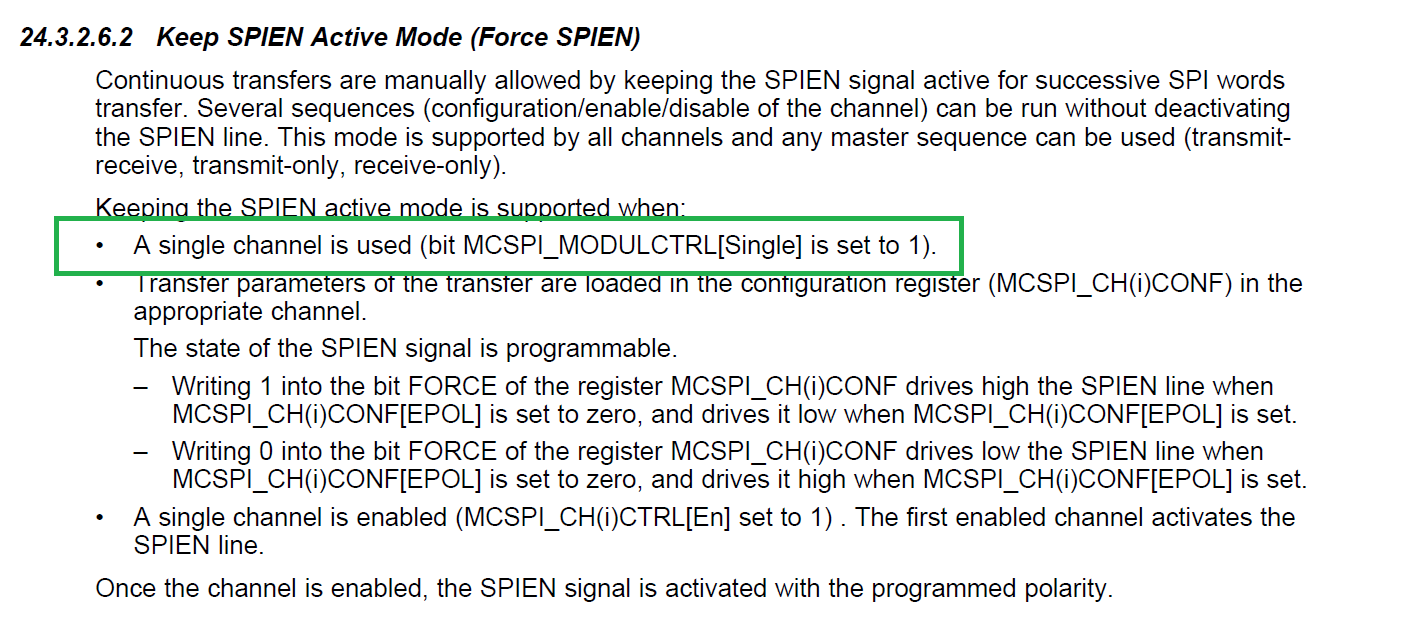 24.3.2.6.2 Keep SPIEN Active Mode (Force SPIEN)
Continuous transfers are manually allowed by keeping the SPIEN signal active for successive SPI words
transfer. Several sequences (configuration/enable/disable of the channel) can be run without deactivating
the SPIEN line. This mode is supported by all channels and any master sequence can be used (transmit-
receive, transmit-only, receive-only).
Keeping the SPIEN active mode is supported when:
• A single channel is used (bit MCSPI_MODULCTRL[Single] is set to 1).
• Transfer parameters of the transfer are loaded in the configuration register (MCSPI_CH(i)CONF) in the
appropriate channel.
The state of the SPIEN signal is programmable.
– Writing 1 into the bit FORCE of the register MCSPI_CH(i)CONF drives high the SPIEN line when
MCSPI_CH(i)CONF[EPOL] is set to zero, and drives it low when MCSPI_CH(i)CONF[EPOL] is set.
– Writing 0 into the bit FORCE of the register MCSPI_CH(i)CONF drives low the SPIEN line when
MCSPI_CH(i)CONF[EPOL] is set to zero, and drives it high when MCSPI_CH(i)CONF[EPOL] is set.
• A single channel is enabled (MCSPI_CH(i)CTRL[En] set to 1) . The first enabled channel activates the
SPIEN line.
Once the channel is enabled, the SPIEN signal is activated with the programmed polarity.